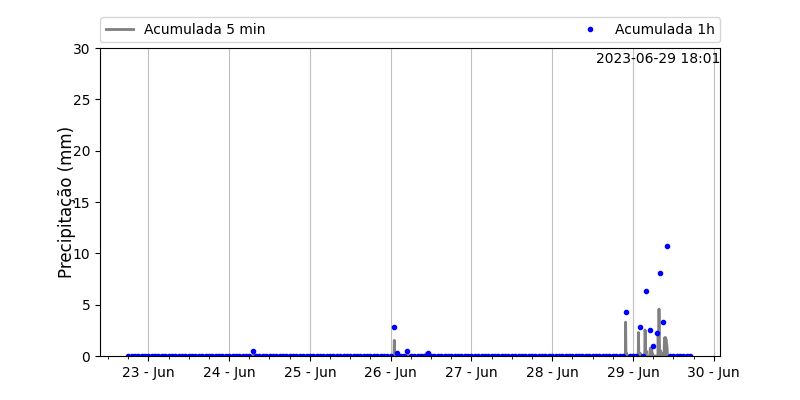 Acumulada 5 min
Acumulada 1h
2023-06-29 18:01
Precipitação (mm)
30
25
20
15
10
5
0
23 - Jun
24 - Jun
25 - Jun
26 - Jun
27 - Jun
28 - Jun
29 - Jun
30 - Jun